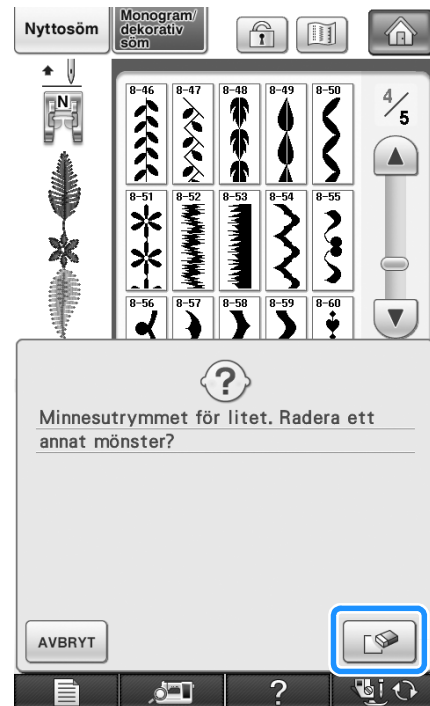 Nyttosöm
Monogram/
dekorativ
söm
N
8-46 8-47 8-48 8-49 8-50
4/5
8-51 8-52 8-53 8-54 8-55
8-56 8-57 8-58 8-59 8-60
?
Minnesutrymmet för litet. Radera ett
annat mönster?
AVBRYT
?